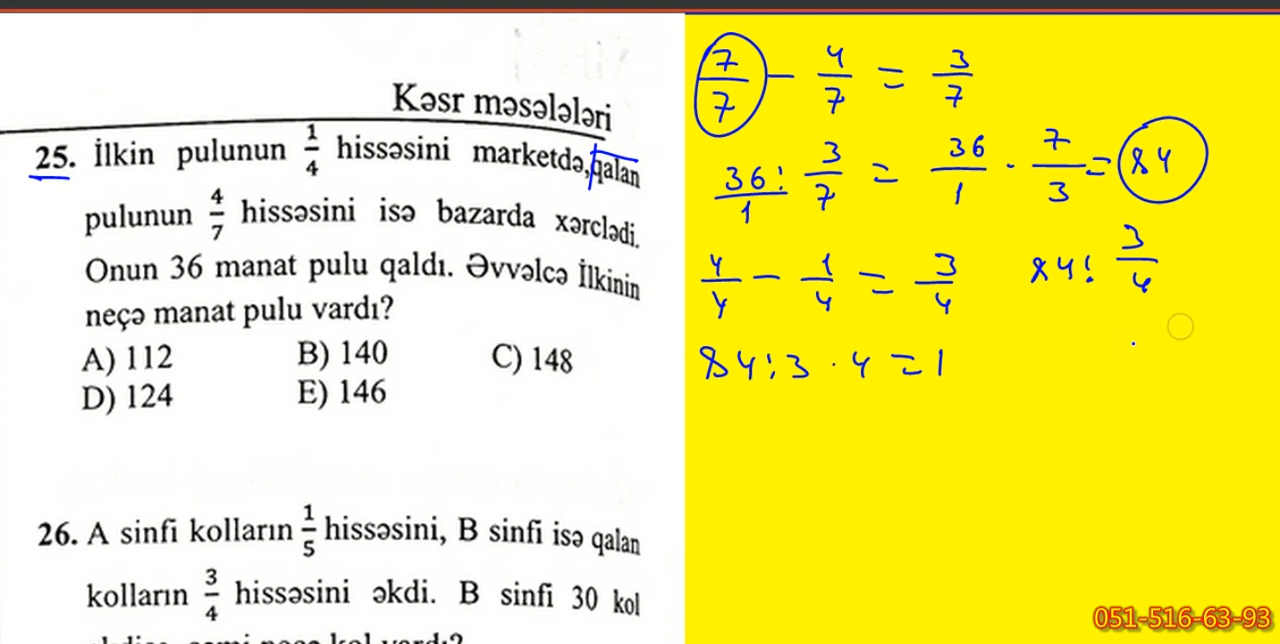 Kəsr məsələləri
25. İlkin pulunun 1/4 hissəsini marketdə, qalan
pulunun 4/7 hissəsini isə bazarda xərclədi.
Onun 36 manat pulu qaldı. Əvvəlcə İlkinin
neçə manat pulu vardı?
A) 112 B) 140 C) 148
D) 124 E) 146
26. A sinfi kolların 1/5 hissəsini, B sinfi isə qalan
kolların 3/4 hissəsini əkdi. B sinfi 30 kol
7/7 - 4/7 = 3/7
36/1 : 3/7 = 36/1 · 7/3 = 84
4/4 - 1/4 = 3/4 84 : 3/4
84 : 3 · 4 = 1
051-516-63-93